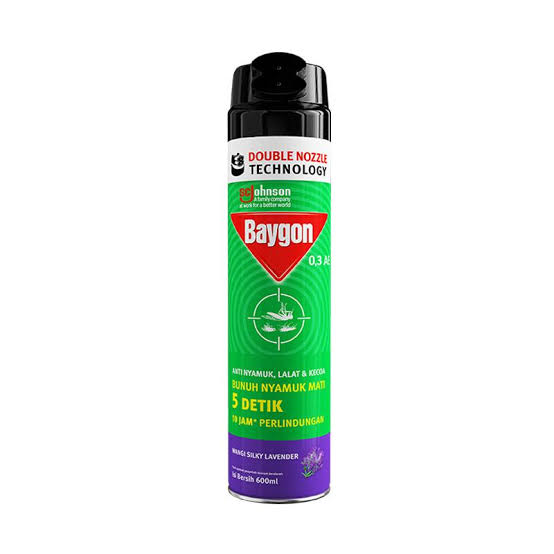 DOUBLE NOZZLE
TECHNOLOGY
SC Johnson
A family company
at work for a better world
Baygon
0,3 AE
ANTI NYAMUK, LALAT & KECOA
BUNUH NYAMUK MATI
5 DETIK
10 JAM* PERLINDUNGAN
WANGI SILKY LAVENDER
Isi Bersih 600ml